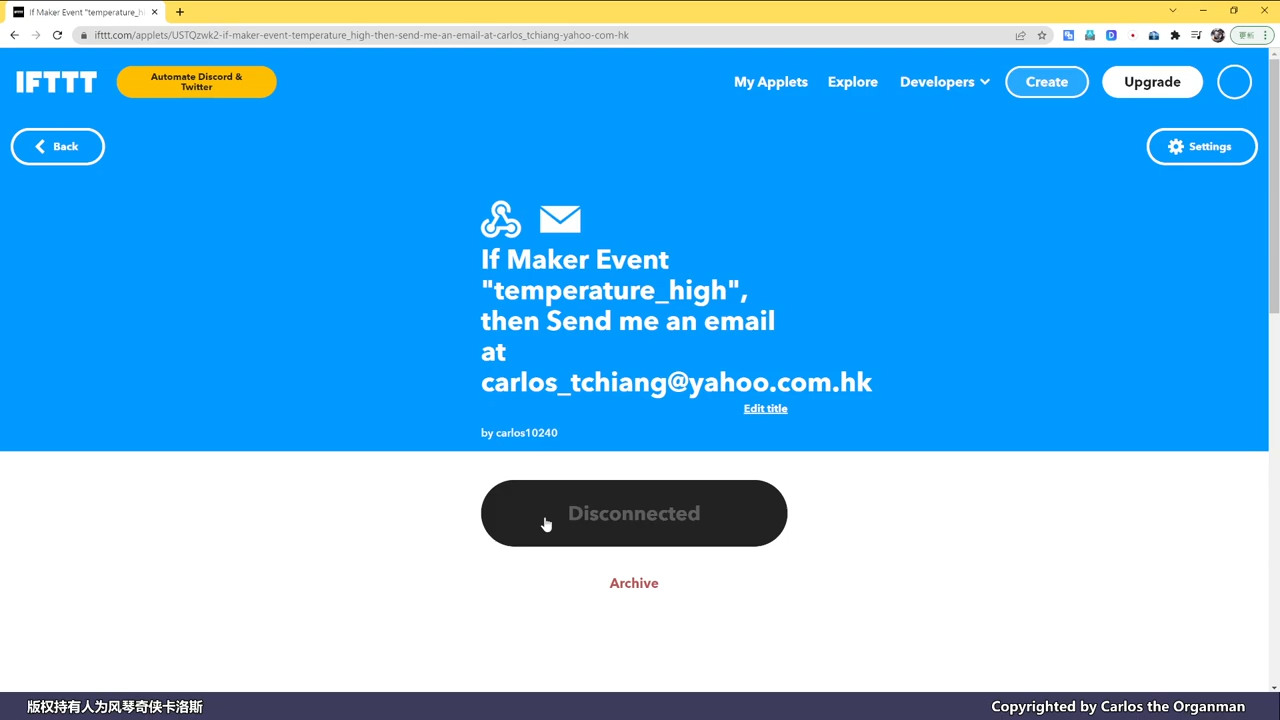 If Maker Event "temperature_hi
ifttt.com/applets/USTQzwk2-if-maker-event-temperature_high-then-send-me-an-email-at-carlos_tchiang-yahoo-com-hk
更新
IFTTT
Automate Discord &
Twitter
My Applets
Explore
Developers
Create
Upgrade
Back
Settings
If Maker Event
"temperature_high",
then Send me an email
at
carlos_tchiang@yahoo.com.hk
Edit title
by carlos10240
Disconnected
Archive
版权持有人为风琴奇侠卡洛斯
Copyrighted by Carlos the Organman